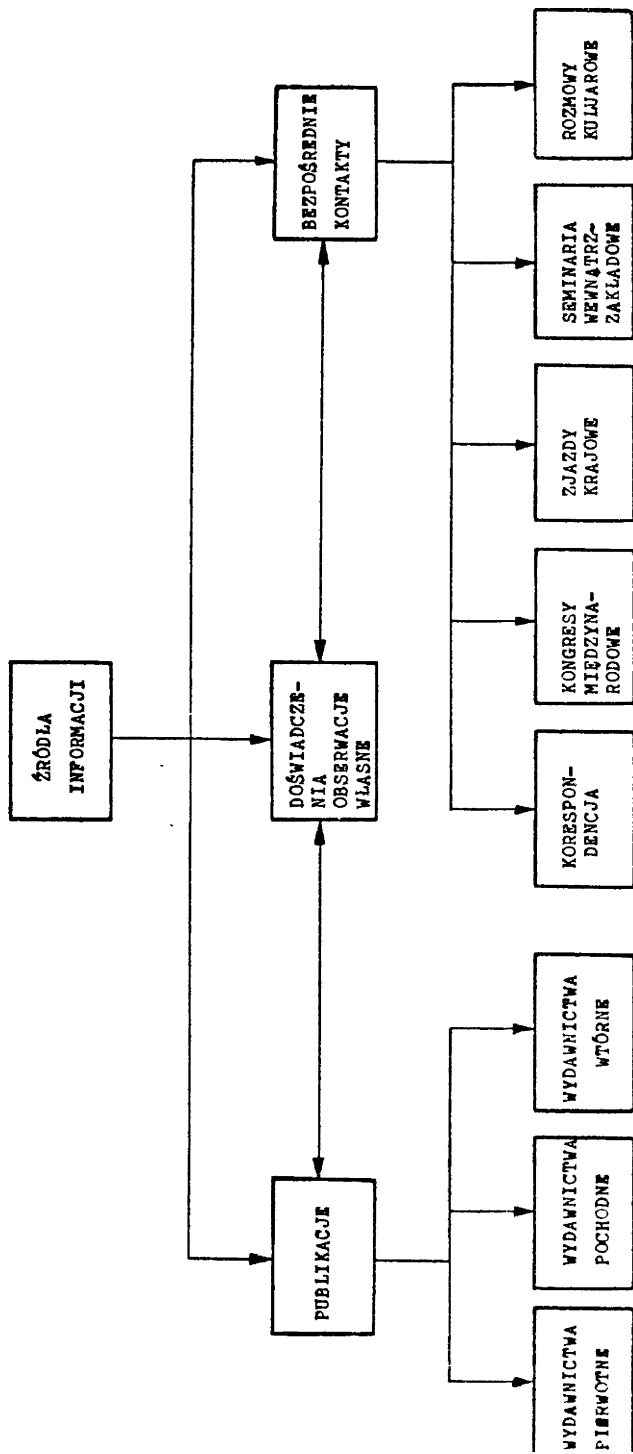 ŹRÓDŁA
INFORMACJI
PUBLIKACJE
DOŚWIADCZE-
NIA
OBSERWACJE
WŁASNE
BEZPOŚREDNIE
KONTAKTY
WYDAWNICTWA
PIERWOTNE
WYDAWNICTWA
POCHODNE
WYDAWNICTWA
WTÓRNE
KORESPON-
DENCJA
KONGRESY
MIĘDZYNA-
RODOWE
ZJAZDY
KRAJOWE
SEMINARIA
WEWNĄTRZ-
ZAKŁADOWE
ROZMOWY
KULUAROWE